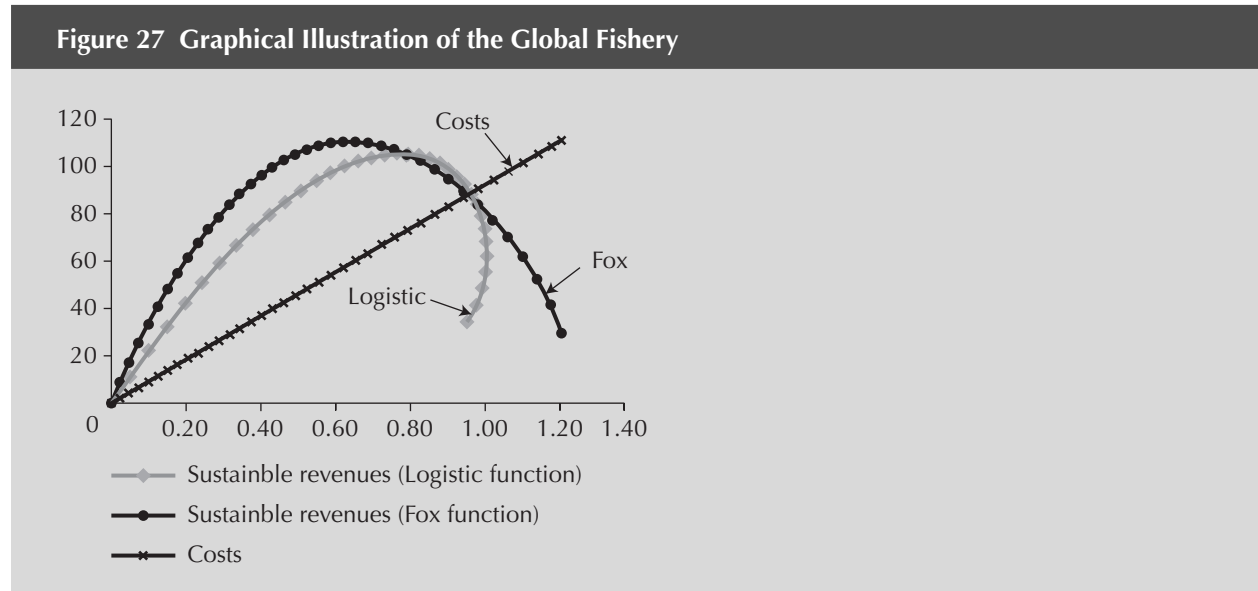 Figure 27 Graphical Illustration of the Global Fishery
120
100
80
60
40
20
0
Costs
Fox
Logistic
0.20 0.40 0.60 0.80 1.00 1.20 1.40
Sustainble revenues (Logistic function)
Sustainble revenues (Fox function)
Costs